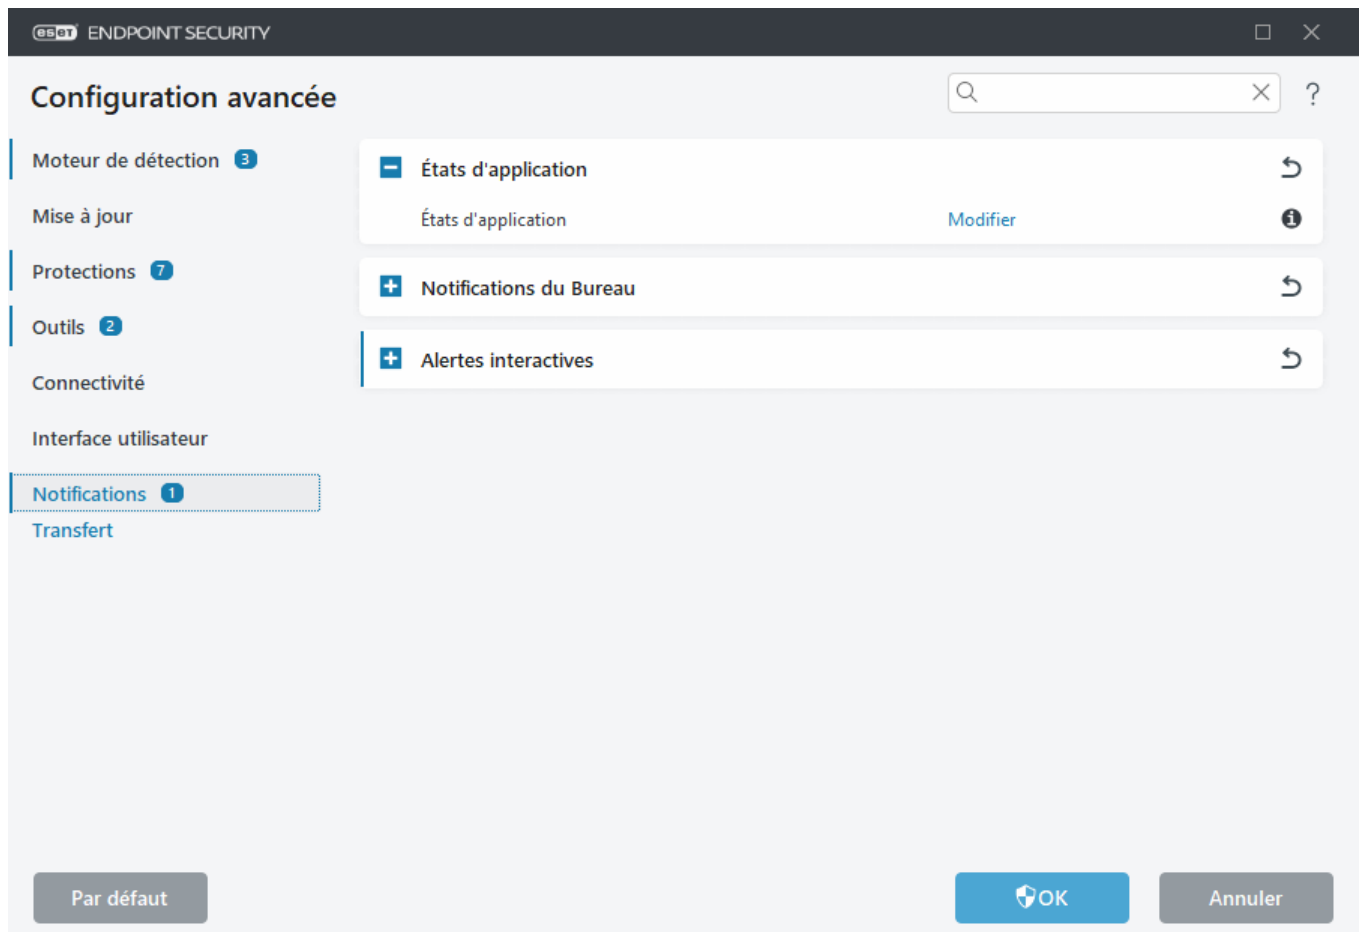 eseT ENDPOINT SECURITY
Configuration avancée
?
Moteur de détection 3
Mise à jour
Protections 7
Outils 2
Connectivité
Interface utilisateur
Notifications 1
Transfert
États d'application
États d'application Modifier
Notifications du Bureau
Alertes interactives
Par défaut
OK
Annuler